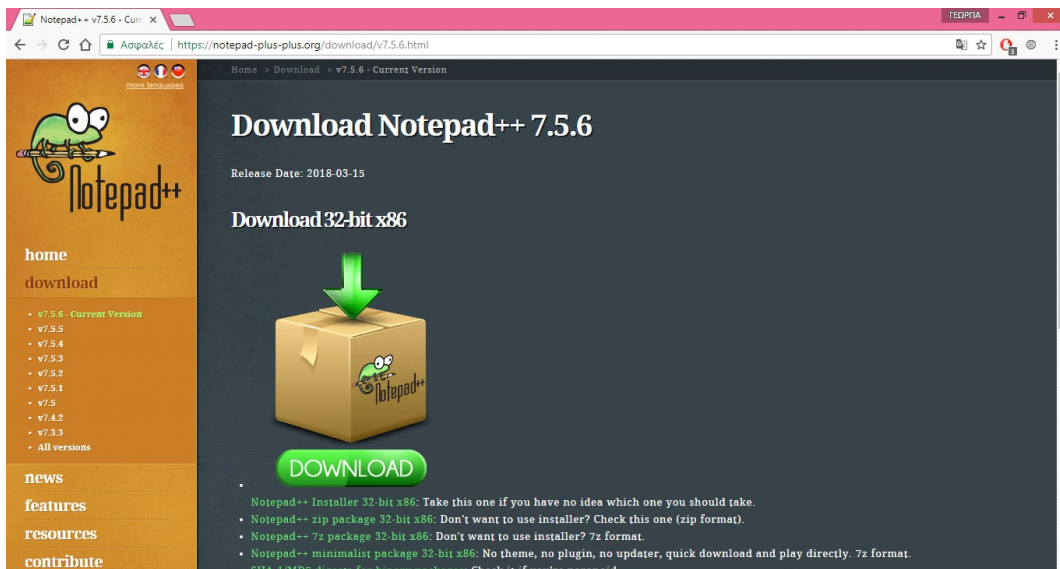 Notepad++ v7.5.6 - Curr
ΓΕΩΡΓΙΑ
Ασφαλές | https://notepad-plus-plus.org/download/v7.5.6.html
3
more languages
Notepad++
home
download
v7.5.6 - Current Version
v7.5.5
v7.5.4
v7.5.3
v7.5.2
v7.5.1
v7.5
v7.4.2
v7.3.3
All versions
news
features
resources
contribute
Home > Download > v7.5.6 - Current Version
Download Notepad++ 7.5.6
Release Date: 2018-03-15
Download 32-bit x86
Notepad++
DOWNLOAD
Notepad++ Installer 32-bit x86: Take this one if you have no idea which one you should take.
Notepad++ zip package 32-bit x86: Don't want to use installer? Check this one (zip format).
Notepad++ 7z package 32-bit x86: Don't want to use installer? 7z format.
Notepad++ minimalist package 32-bit x86: No theme, no plugin, no updater, quick download and play directly. 7z format.